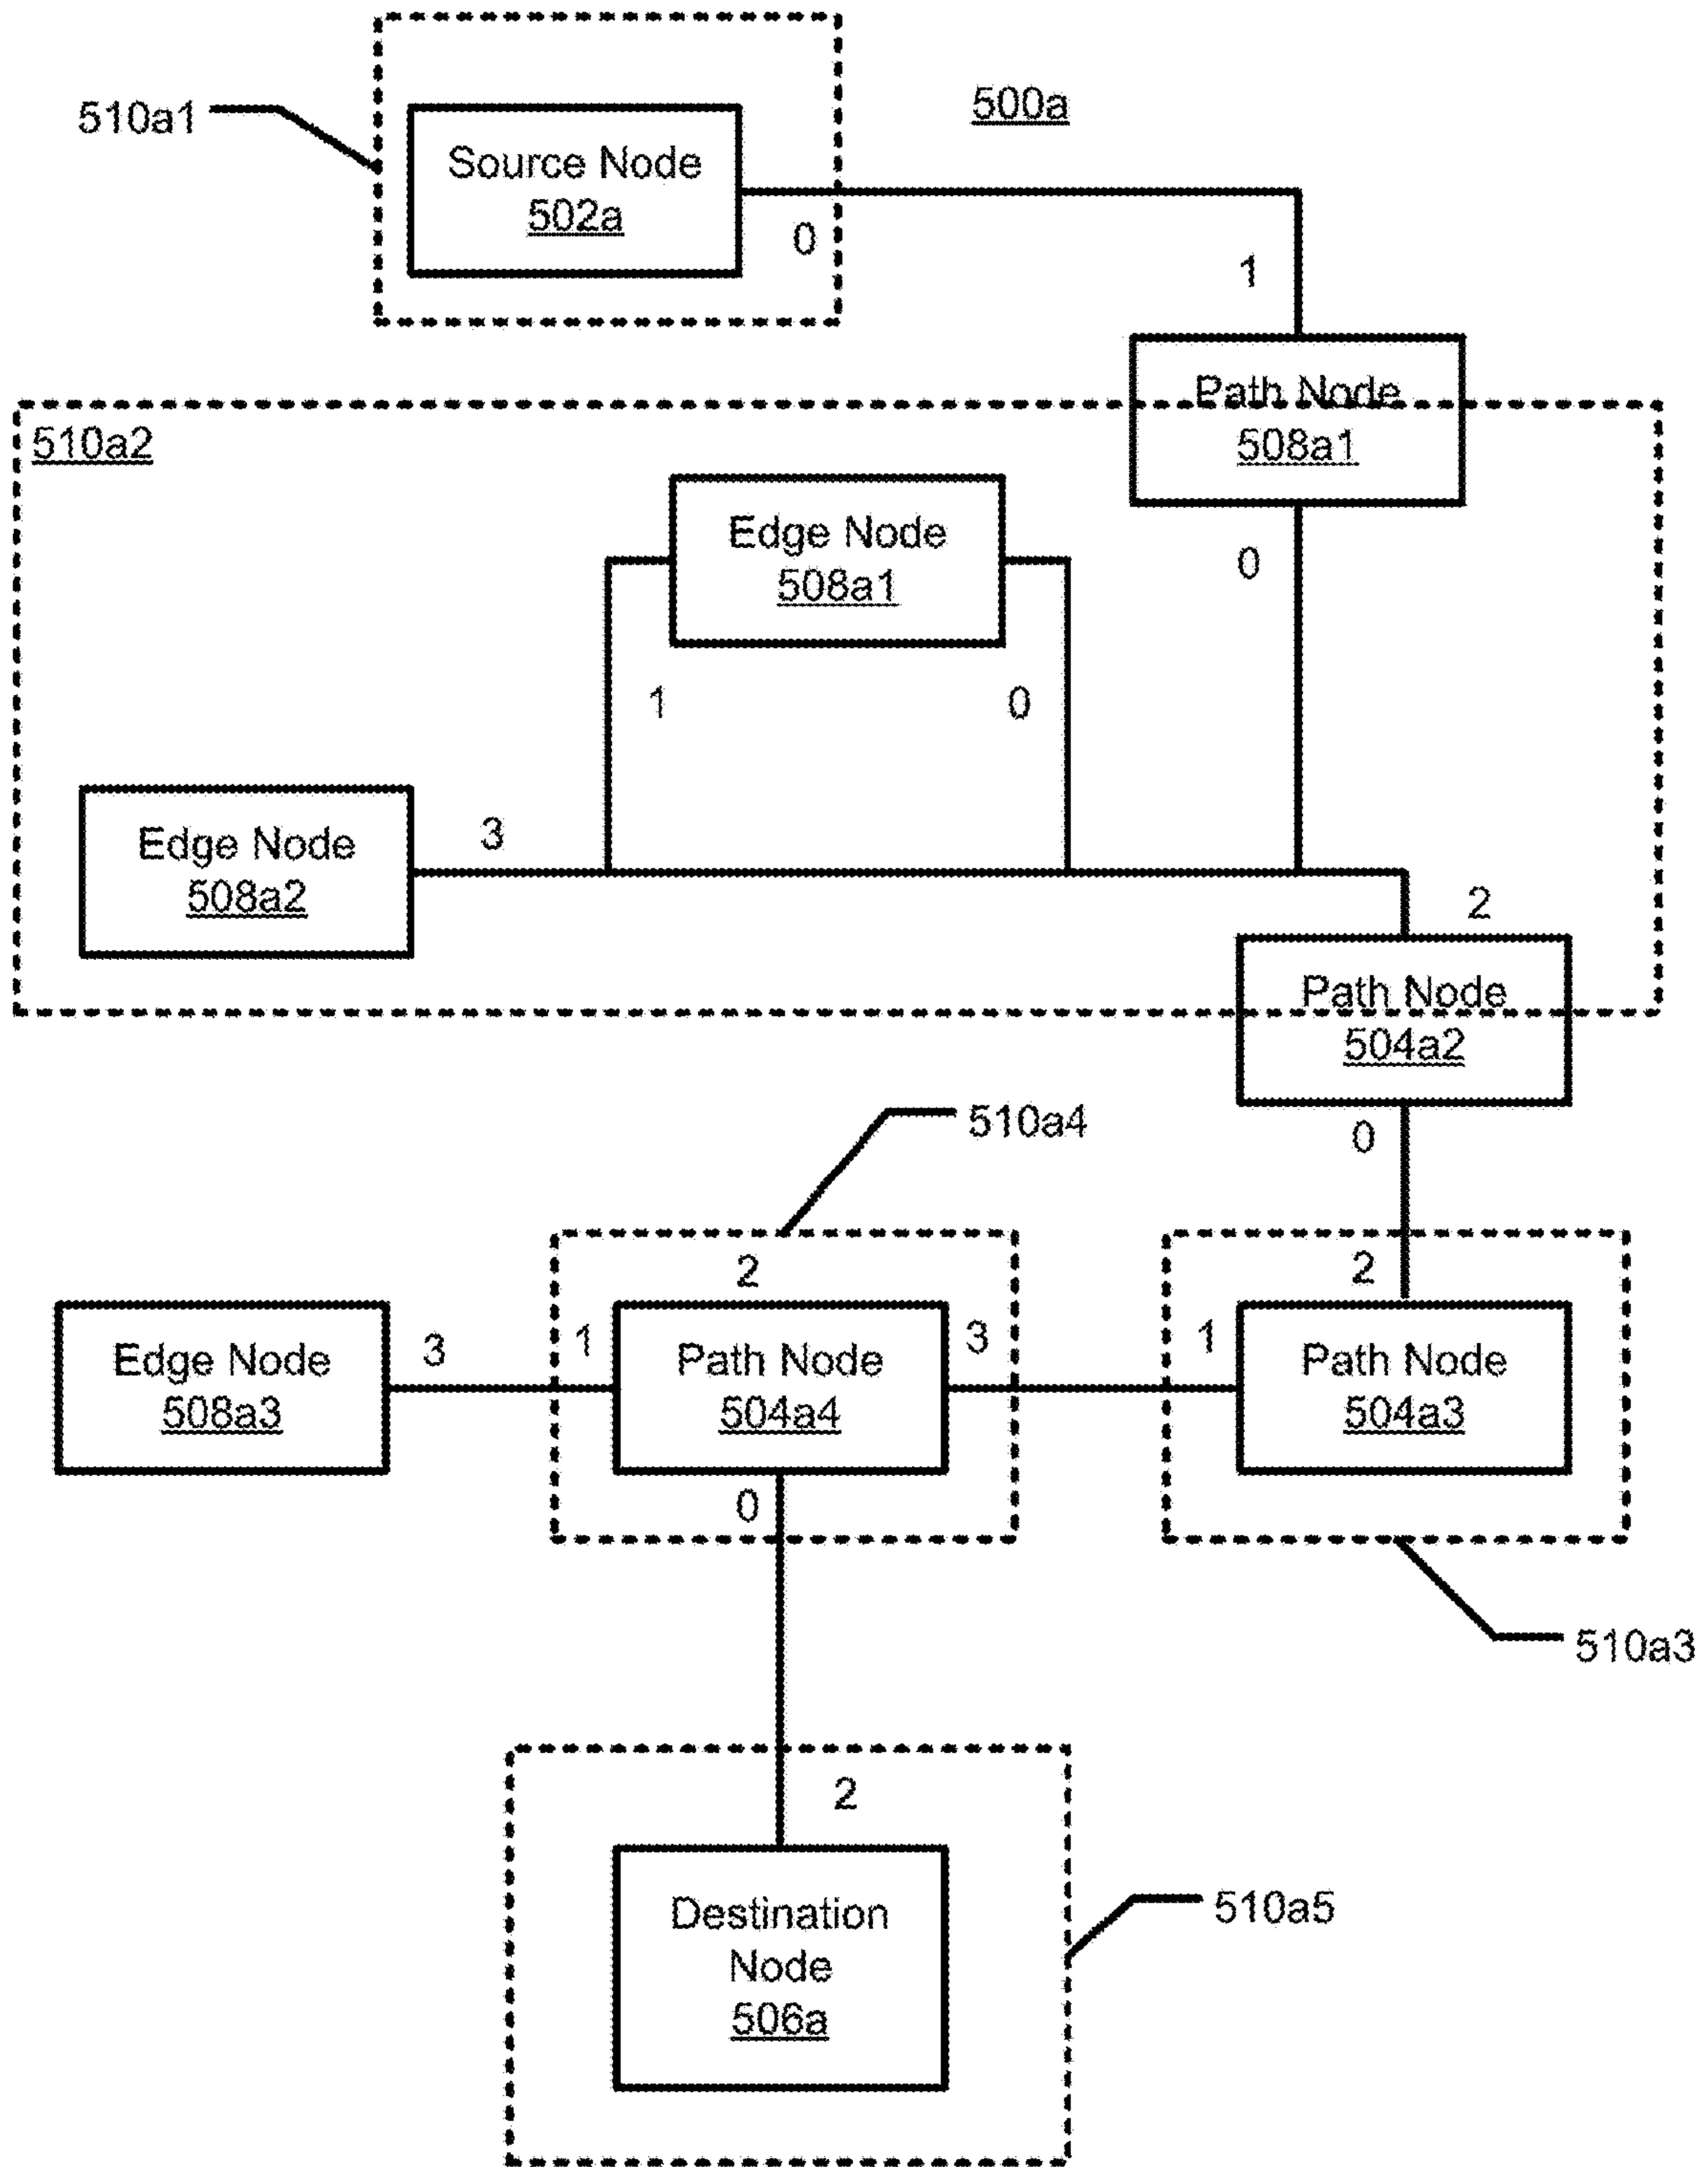 500a
510a1
Source Node
502a
0
1
Path Node
508a1
510a2
Edge Node
508a1
0
1
0
Edge Node
508a2
3
2
Path Node
504a2
0
510a4
2
2
Edge Node
508a3
3
1
Path Node
504a4
3
1
Path Node
504a3
0
510a3
2
Destination
Node
506a
510a5